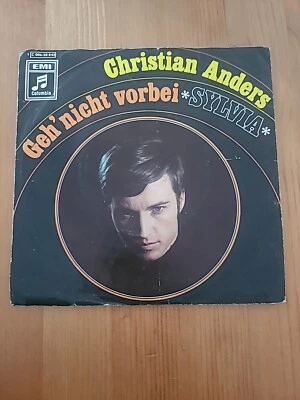 EMI
Columbia
Christian Anders
Geh' nicht vorbei *SYLVIA*